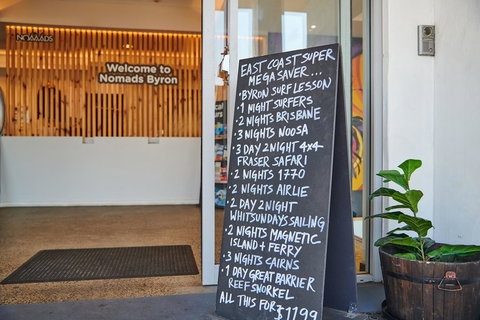 NOMADS
Welcome to
Nomads Byron
EAST COAST SUPER
MEGA SAVER...
• BYRON SURF LESSON
• 1 NIGHT SURFERS
• 2 NIGHTS BRISBANE
• 3 NIGHTS NOOSA
• 3 DAY 2 NIGHT 4x4
FRASER SAFARI
• 2 NIGHTS 1770
• 2 NIGHTS AIRLIE
• 2 DAY 2 NIGHT
WHITSUNDAYS SAILING
• 2 NIGHTS MAGNETIC
ISLAND + FERRY
• 3 NIGHTS CAIRNS
• 1 DAY GREAT BARRIER
REEF SNORKEL
ALL THIS FOR $1199